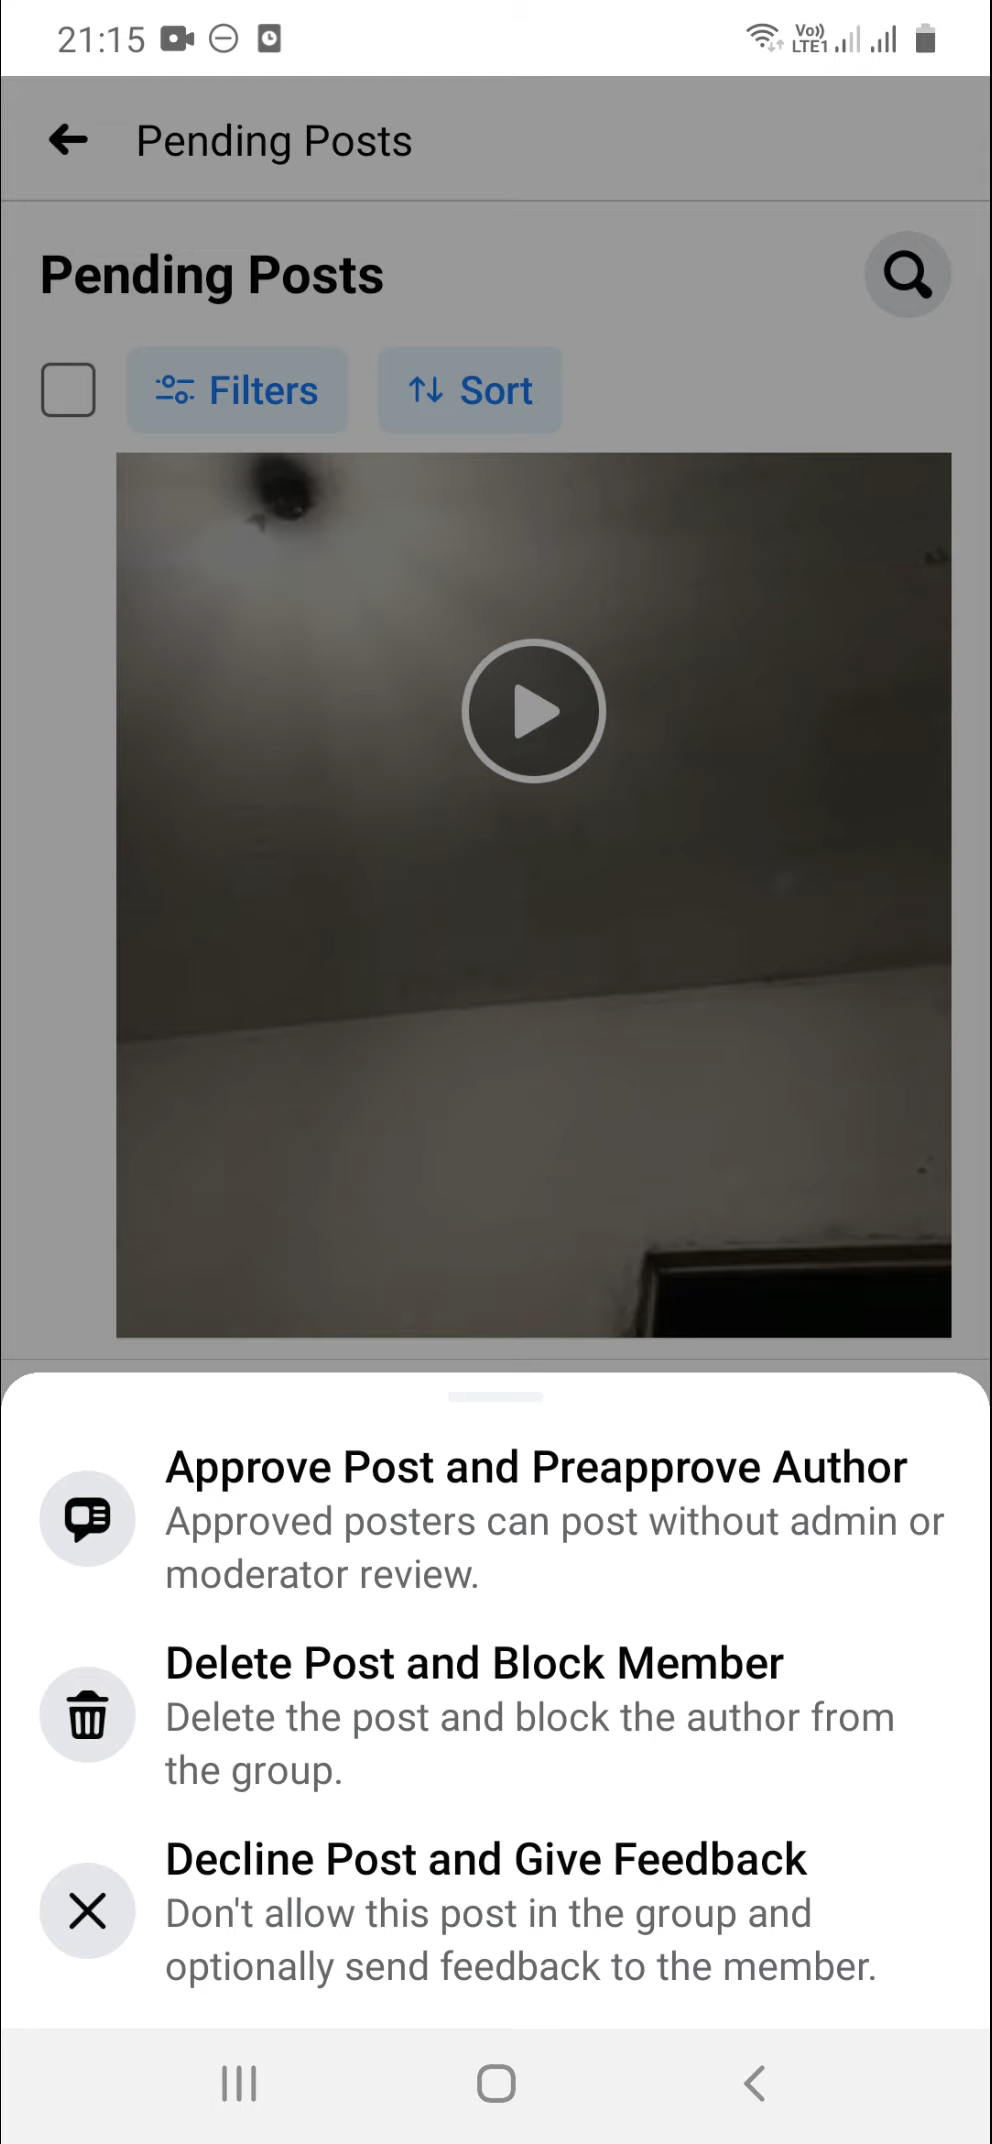 21:15
Vo))
LTE1
Pending Posts
Pending Posts
Filters
Sort
Approve Post and Preapprove Author
Approved posters can post without admin or
moderator review.
Delete Post and Block Member
Delete the post and block the author from
the group.
Decline Post and Give Feedback
Don't allow this post in the group and
optionally send feedback to the member.